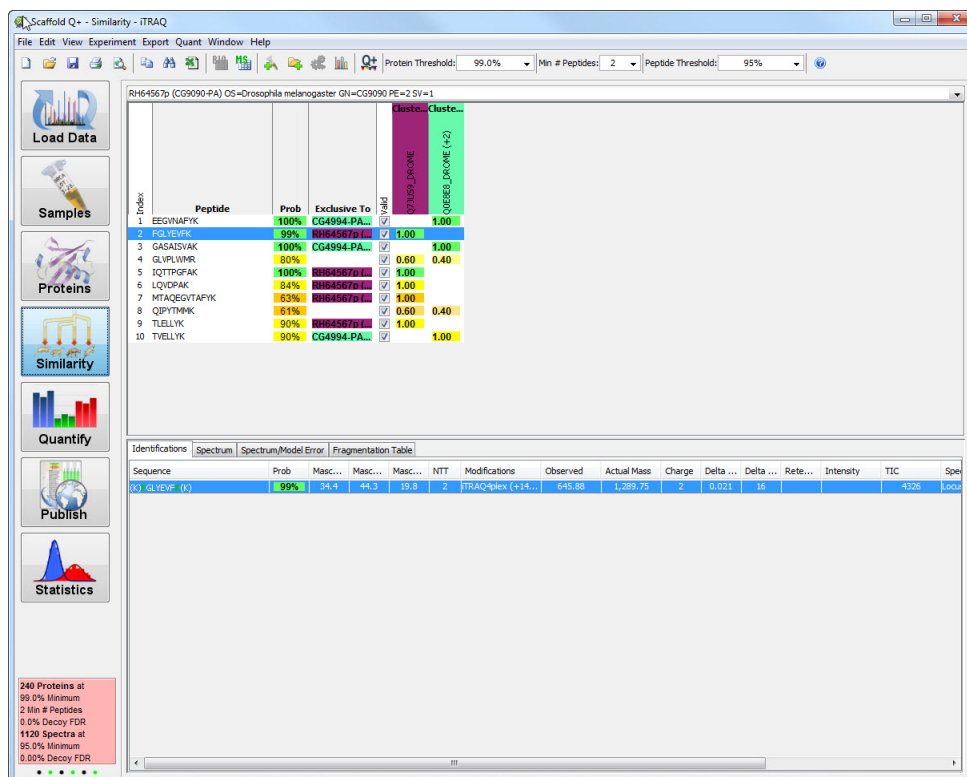 Scaffold Q+ - Similarity - iTRAQ
File Edit View Experiment Export Quant Window Help
Protein Threshold: 99.0% Min # Peptides: 2 Peptide Threshold: 95%
RH64567p (CG9090-PA) OS=Drosophila melanogaster GN=CG9090 PE=2 SV=1
Load Data
Samples
Proteins
Similarity
Quantify
Publish
Statistics
240 Proteins at
99.0% Minimum
2 Min # Peptides
0.0% Decoy FDR
1120 Spectra at
95.0% Minimum
0.00% Decoy FDR
Cluste... Cluste...
Index Peptide Prob Exclusive To Valid Q7JUS9_DROME Q0E8E8_DROME (+2)
1 EEGVNAFYK 100% CG4994-PA... 1.00
2 FGLYEVFK 99% RH64567p (... 1.00
3 GASAISVAK 100% CG4994-PA... 1.00
4 GLVPLWMR 80% 0.60 0.40
5 IQTTPGFAK 100% RH64567p (... 1.00
6 LQVDPAK 84% RH64567p (... 1.00
7 MTAQEGVTAFYK 63% RH64567p (... 1.00
8 QIPYTMMK 61% 0.60 0.40
9 TLELLYK 90% RH64567p (... 1.00
10 TVELLYK 90% CG4994-PA... 1.00
Identifications Spectrum Spectrum/Model Error Fragmentation Table
Sequence Prob Masc... Masc... Masc... NTT Modifications Observed Actual Mass Charge Delta ... Delta ... Rete... Intensity TIC Spec
(K) GLYEVF (K) 99% 34.4 44.3 19.8 2 iTRAQ4plex (+14... 645.88 1,289.75 2 0.021 16 4326 Locus